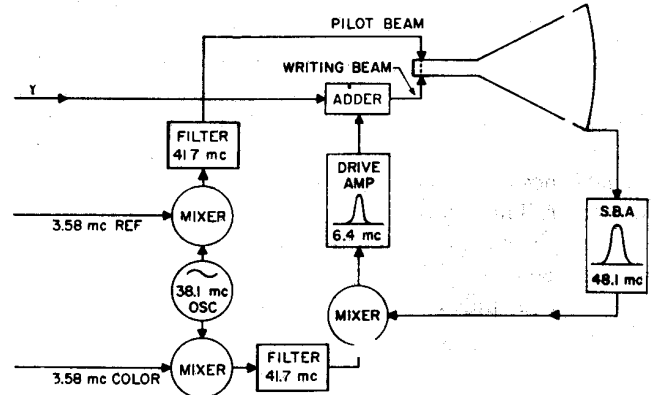 PILOT BEAM
WRITING BEAM
Y
ADDER
FILTER
41.7 mc
DRIVE
AMP
6.4 mc
S.B.A
48.1 mc
MIXER
3.58 mc REF
38.1 mc
OSC
MIXER
MIXER
FILTER
41.7 mc
3.58 mc COLOR